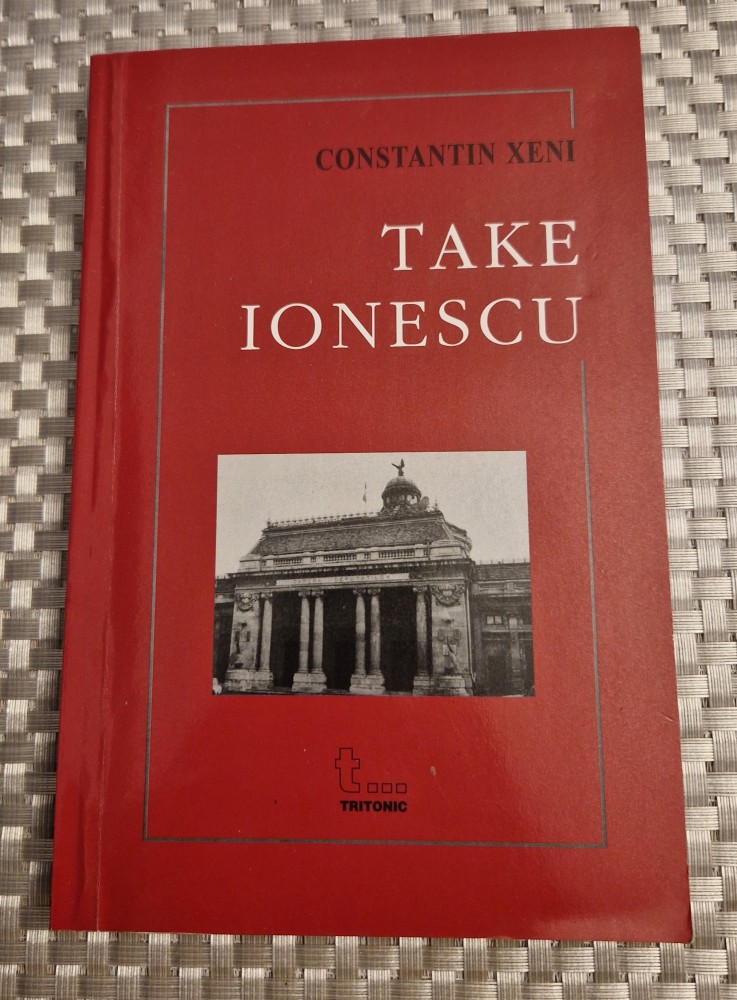 CONSTANTIN XENI
TAKE
IONESCU
t...
TRITONIC